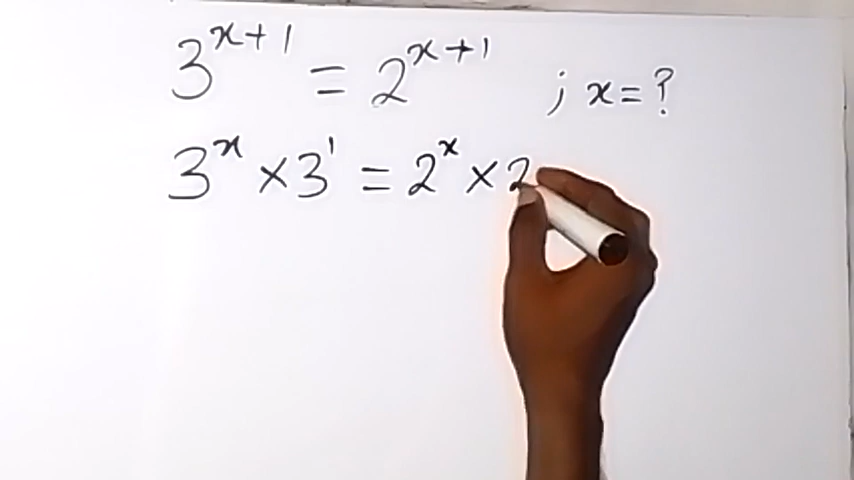 3^{x+1} = 2^{x+1} ; x = ?
3^x × 3^1 = 2^x × 2